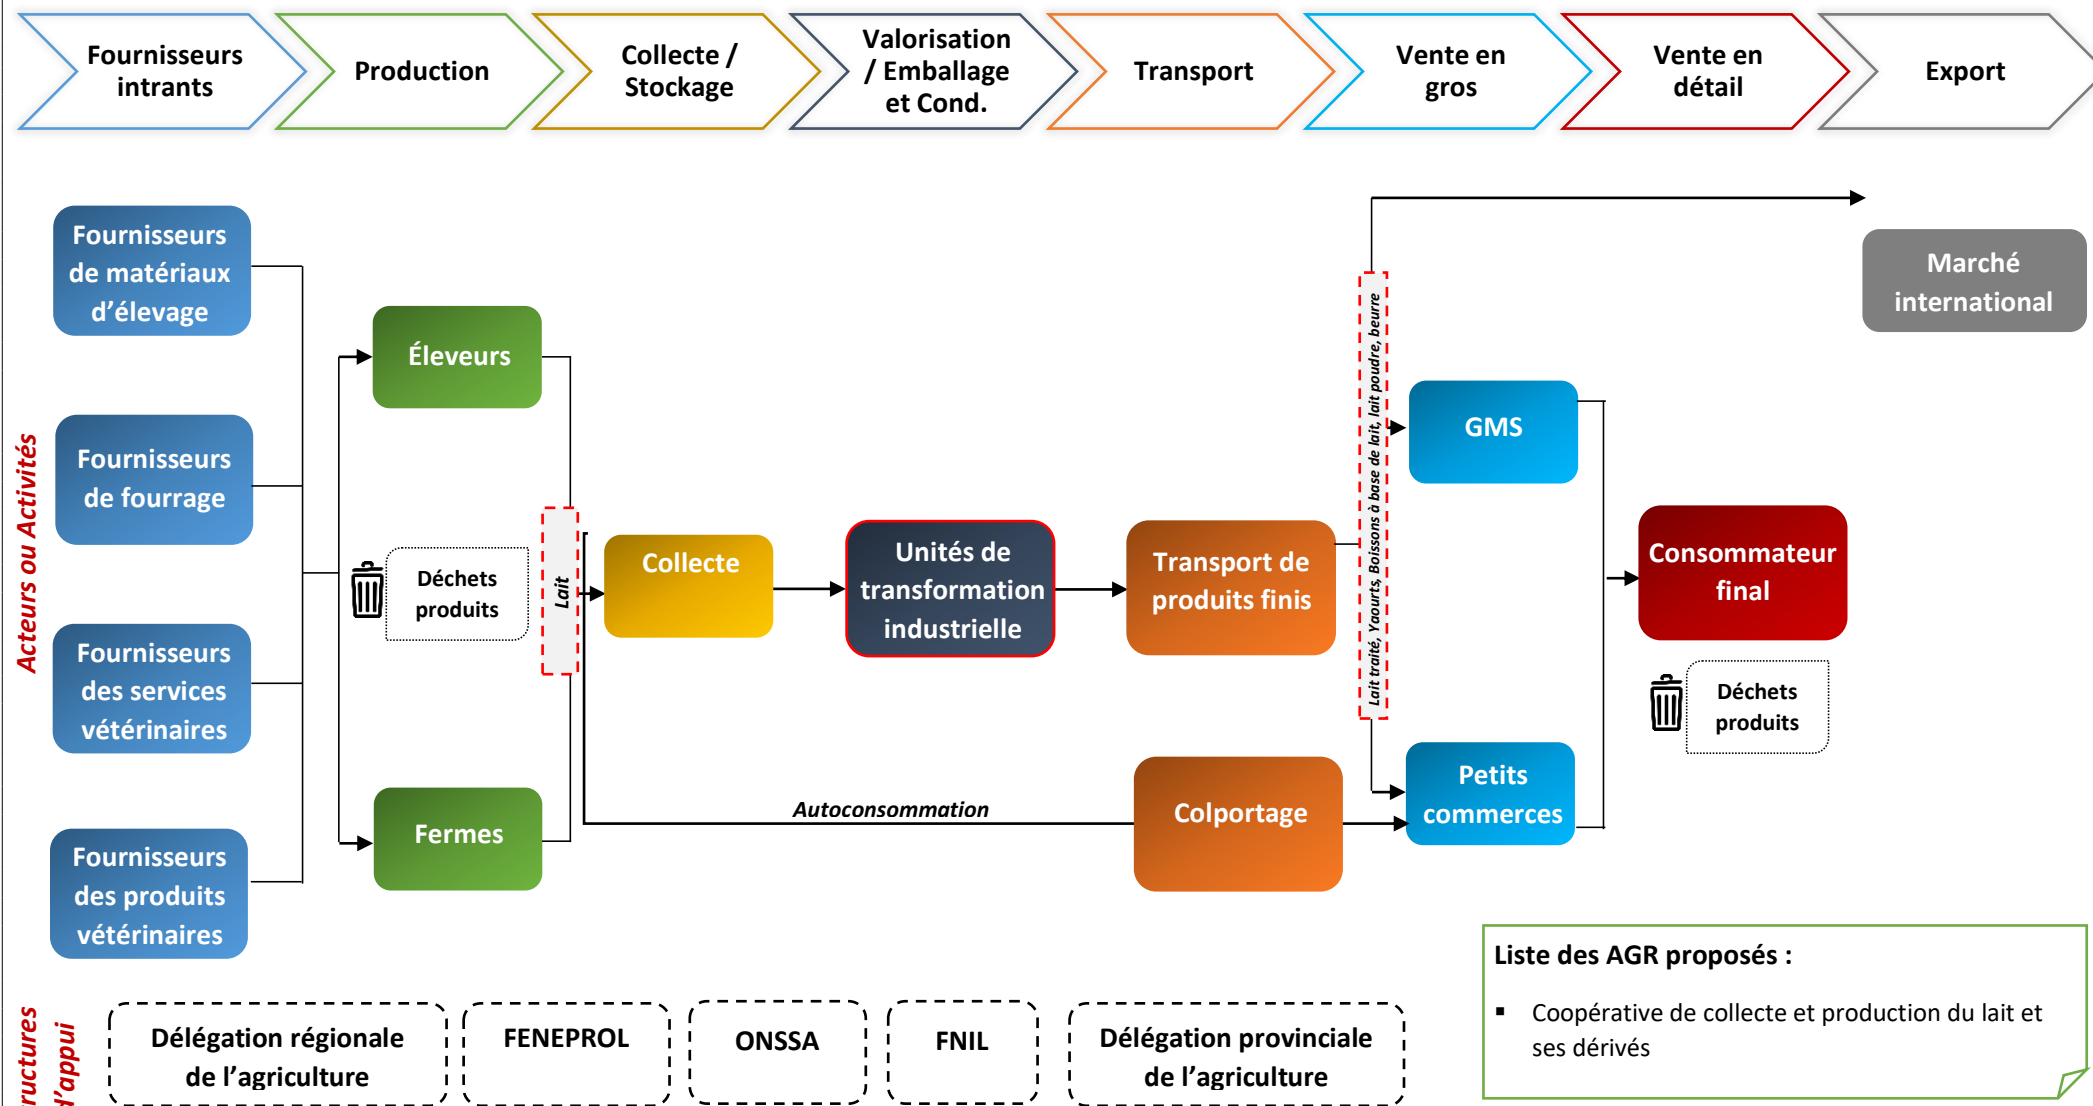 Fournisseurs
intrants
Production
Collecte /
Stockage
Valorisation
/ Emballage
et Cond.
Transport
Vente en
gros
Vente en
détail
Export
Acteurs ou Activités
Fournisseurs
de matériaux
d’élevage
Fournisseurs
de fourrage
Fournisseurs
des services
vétérinaires
Fournisseurs
des produits
vétérinaires
Éleveurs
Déchets
produits
Fermes
Lait
Collecte
Unités de
transformation
industrielle
Transport de
produits finis
Autoconsommation
Colportage
Lait traité, Yaourts, Boissons à base de lait, lait poudre, beurre
GMS
Petits
commerces
Marché
international
Consommateur
final
Déchets
produits
Liste des AGR proposés :
▪ Coopérative de collecte et production du lait et
ses dérivés
ructures
d’appui
Délégation régionale
de l’agriculture
FENEPROL
ONSSA
FNIL
Délégation provinciale
de l’agriculture